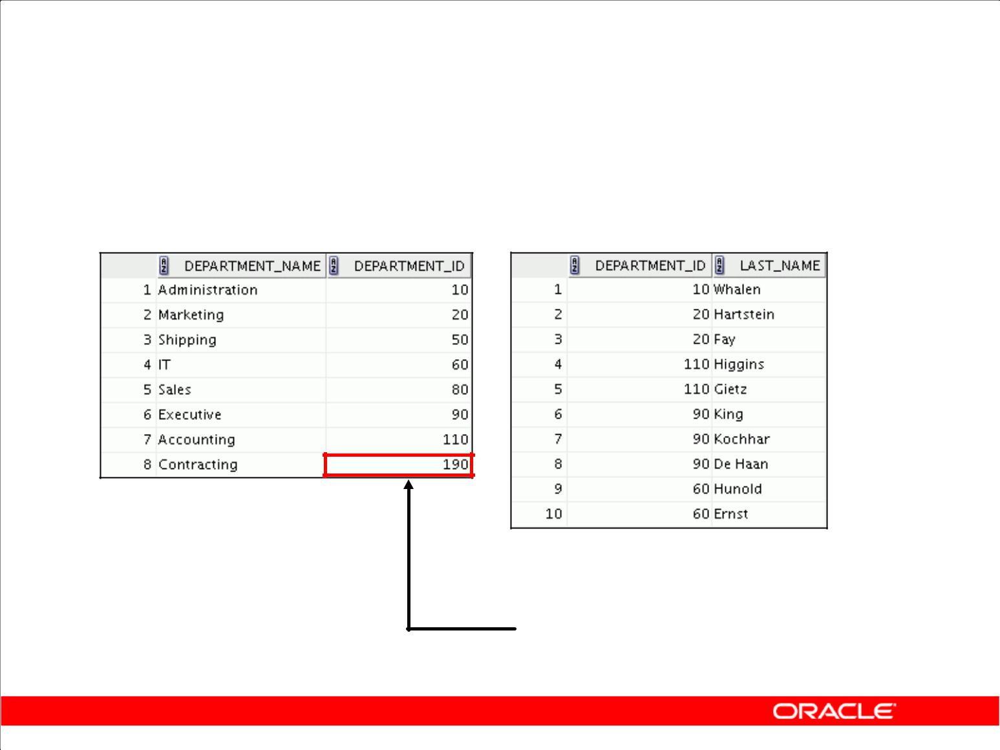 DEPARTMENT_NAME DEPARTMENT_ID
1 Administration 10
2 Marketing 20
3 Shipping 50
4 IT 60
5 Sales 80
6 Executive 90
7 Accounting 110
8 Contracting 190
DEPARTMENT_ID LAST_NAME
1 10 Whalen
2 20 Hartstein
3 20 Fay
4 110 Higgins
5 110 Gietz
6 90 King
7 90 Kochhar
8 90 De Haan
9 60 Hunold
10 60 Ernst
ORACLE